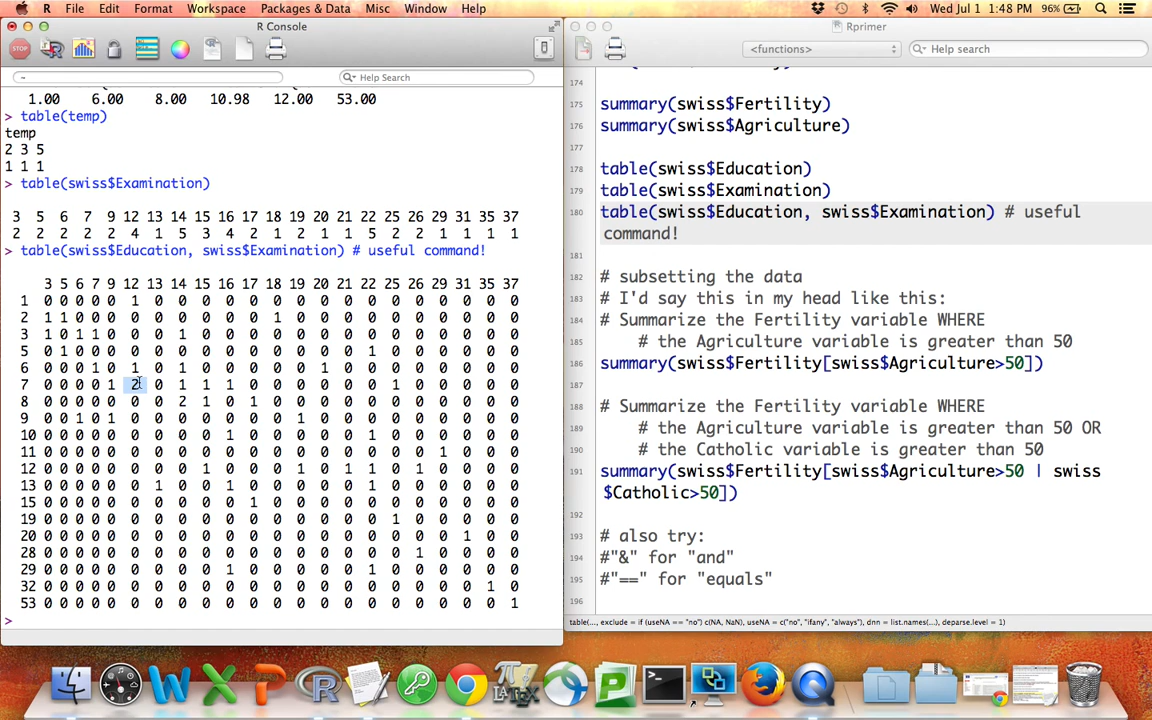 R File Edit Format Workspace Packages & Data Misc Window Help
Wed Jul 1 1:48 PM 96%
R Console
STOP
~
Help Search
1.00 6.00 8.00 10.98 12.00 53.00
> table(temp)
temp
2 3 5
1 1 1
> table(swiss$Examination)
3 5 6 7 9 12 13 14 15 16 17 18 19 20 21 22 25 26 29 31 35 37
2 2 2 2 2 4 1 5 3 4 2 1 2 1 1 5 2 2 1 1 1 1
> table(swiss$Education, swiss$Examination) # useful command!
3 5 6 7 9 12 13 14 15 16 17 18 19 20 21 22 25 26 29 31 35 37
1 0 0 0 0 0 1 0 0 0 0 0 0 0 0 0 0 0 0 0 0 0 0
2 1 1 0 0 0 0 0 0 0 0 0 1 0 0 0 0 0 0 0 0 0 0
3 1 0 1 1 0 0 0 1 0 0 0 0 0 0 0 0 0 0 0 0 0 0
5 0 1 0 0 0 0 0 0 0 0 0 0 0 0 0 1 0 0 0 0 0 0
6 0 0 0 1 0 1 0 1 0 0 0 0 0 1 0 0 0 0 0 0 0 0
7 0 0 0 0 1 2 0 1 1 1 0 0 0 0 0 0 1 0 0 0 0 0
8 0 0 0 0 0 0 0 2 1 0 1 0 0 0 0 0 0 0 0 0 0 0
9 0 0 1 0 1 0 0 0 0 0 0 0 1 0 0 0 0 0 0 0 0 0
10 0 0 0 0 0 0 0 0 0 1 0 0 0 0 0 1 0 0 0 0 0 0
11 0 0 0 0 0 0 0 0 0 0 0 0 0 0 0 0 0 0 1 0 0 0
12 0 0 0 0 0 0 0 0 1 0 0 0 1 0 1 1 0 1 0 0 0 0
13 0 0 0 0 0 0 1 0 0 1 0 0 0 0 0 1 0 0 0 0 0 0
15 0 0 0 0 0 0 0 0 0 0 1 0 0 0 0 0 0 0 0 0 0 0
19 0 0 0 0 0 0 0 0 0 0 0 0 0 0 0 0 1 0 0 0 0 0
20 0 0 0 0 0 0 0 0 0 0 0 0 0 0 0 0 0 0 0 1 0 0
28 0 0 0 0 0 0 0 0 0 0 0 0 0 0 0 0 0 1 0 0 0 0
29 0 0 0 0 0 0 0 0 0 1 0 0 0 0 0 1 0 0 0 0 0 0
32 0 0 0 0 0 0 0 0 0 0 0 0 0 0 0 0 0 0 0 0 1 0
53 0 0 0 0 0 0 0 0 0 0 0 0 0 0 0 0 0 0 0 0 0 1
>
Rprimer
<functions>
Help search
174
175 summary(swiss$Fertility)
176 summary(swiss$Agriculture)
177
178 table(swiss$Education)
179 table(swiss$Examination)
180 table(swiss$Education, swiss$Examination) # useful
command!
181
182 # subsetting the data
183 # I'd say this in my head like this:
184 # Summarize the Fertility variable WHERE
185 # the Agriculture variable is greater than 50
186 summary(swiss$Fertility[swiss$Agriculture>50])
187
188 # Summarize the Fertility variable WHERE
189 # the Agriculture variable is greater than 50 OR
190 # the Catholic variable is greater than 50
191 summary(swiss$Fertility[swiss$Agriculture>50 | swiss
$Catholic>50])
192
193 # also try:
194 #"&" for "and"
195 #"==" for "equals"
196
table(..., exclude = if (useNA == "no") c(NA, NaN), useNA = c("no", "ifany", "always"), dnn = list.names(...), deparse.level = 1)